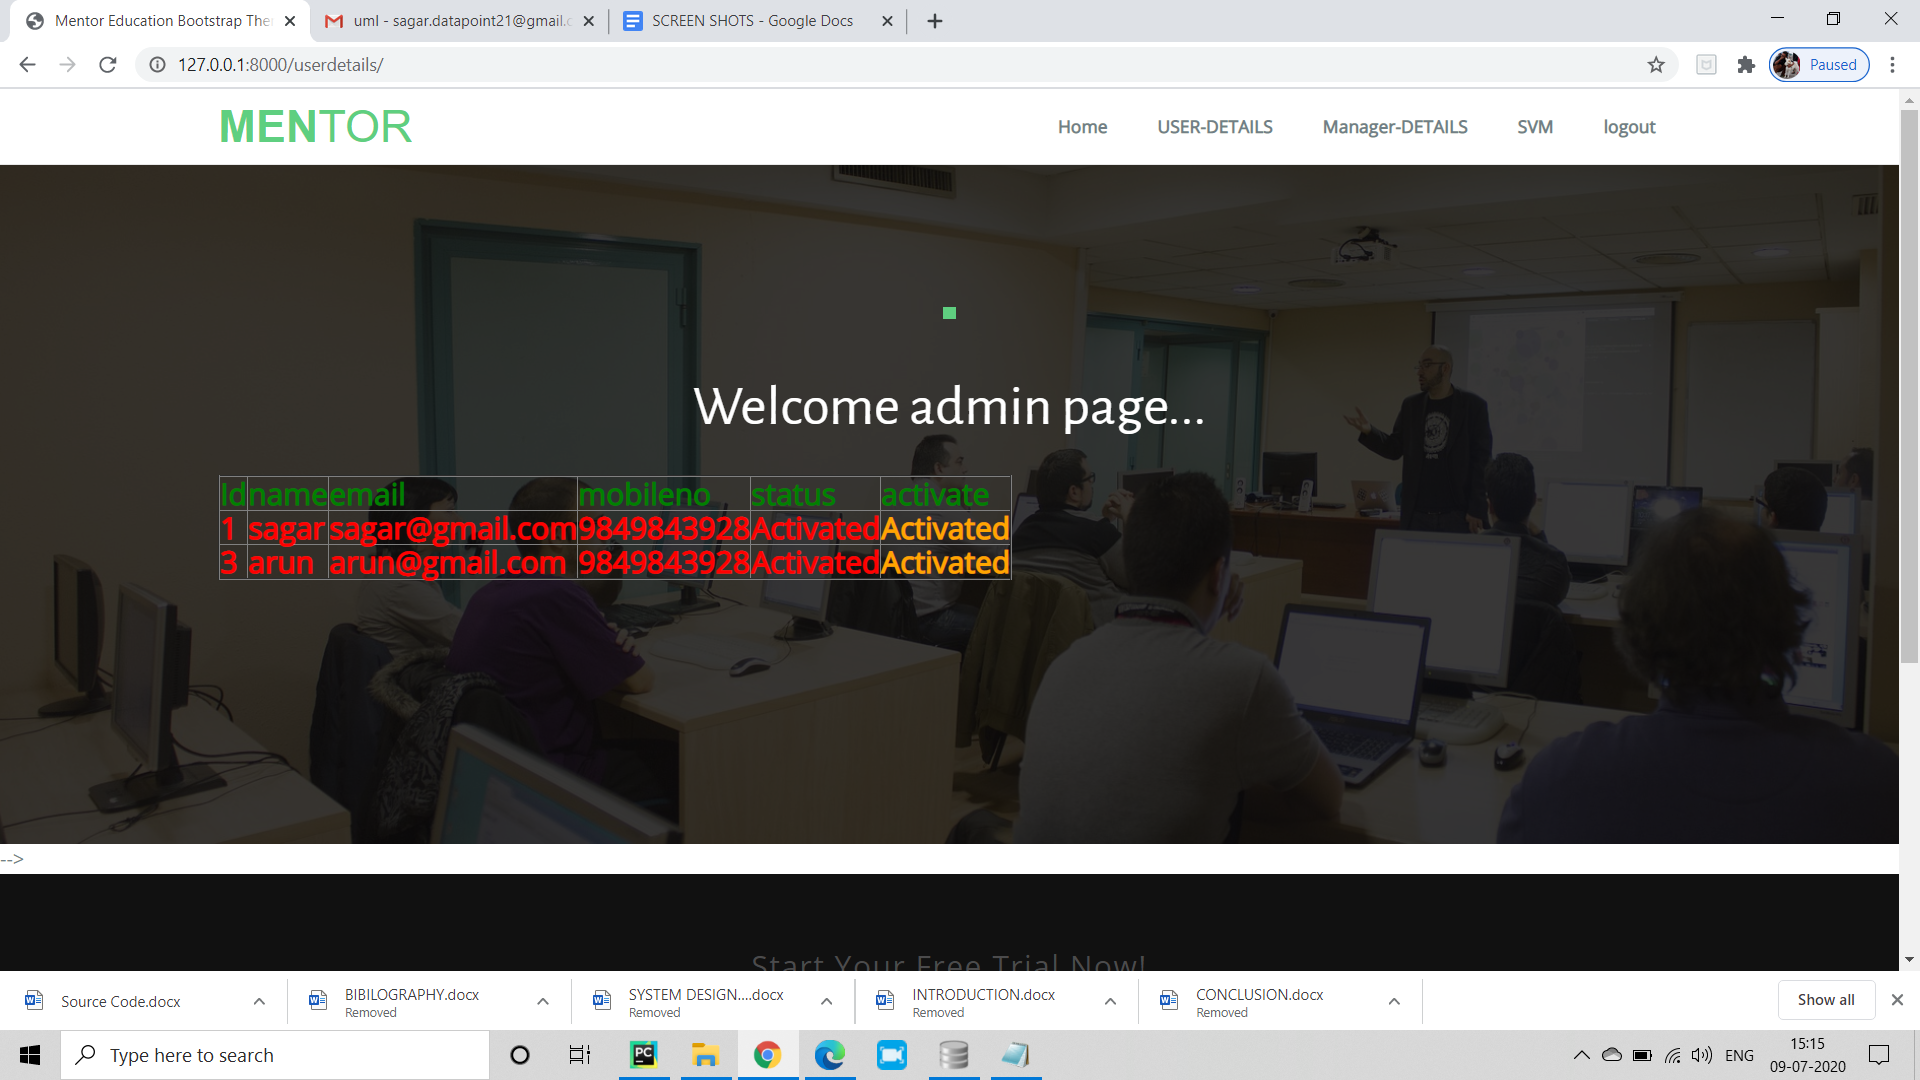 Mentor Education Bootstrap The
uml - sagar.datapoint21@gmail.c
SCREEN SHOTS - Google Docs
127.0.0.1:8000/userdetails/
Paused
MENTOR
Home USER-DETAILS Manager-DETAILS SVM logout
Welcome admin page...
Id name email mobileno status activate
1 sagar sagar@gmail.com 9849843928 Activated Activated
3 arun arun@gmail.com 9849843928 Activated Activated
-->
Start Your Free Trial Now!
Source Code.docx
BIBILOGRAPHY.docx
Removed
SYSTEM DESIGN....docx
Removed
INTRODUCTION.docx
Removed
CONCLUSION.docx
Removed
Show all
Type here to search
PC
ENG
15:15
09-07-2020